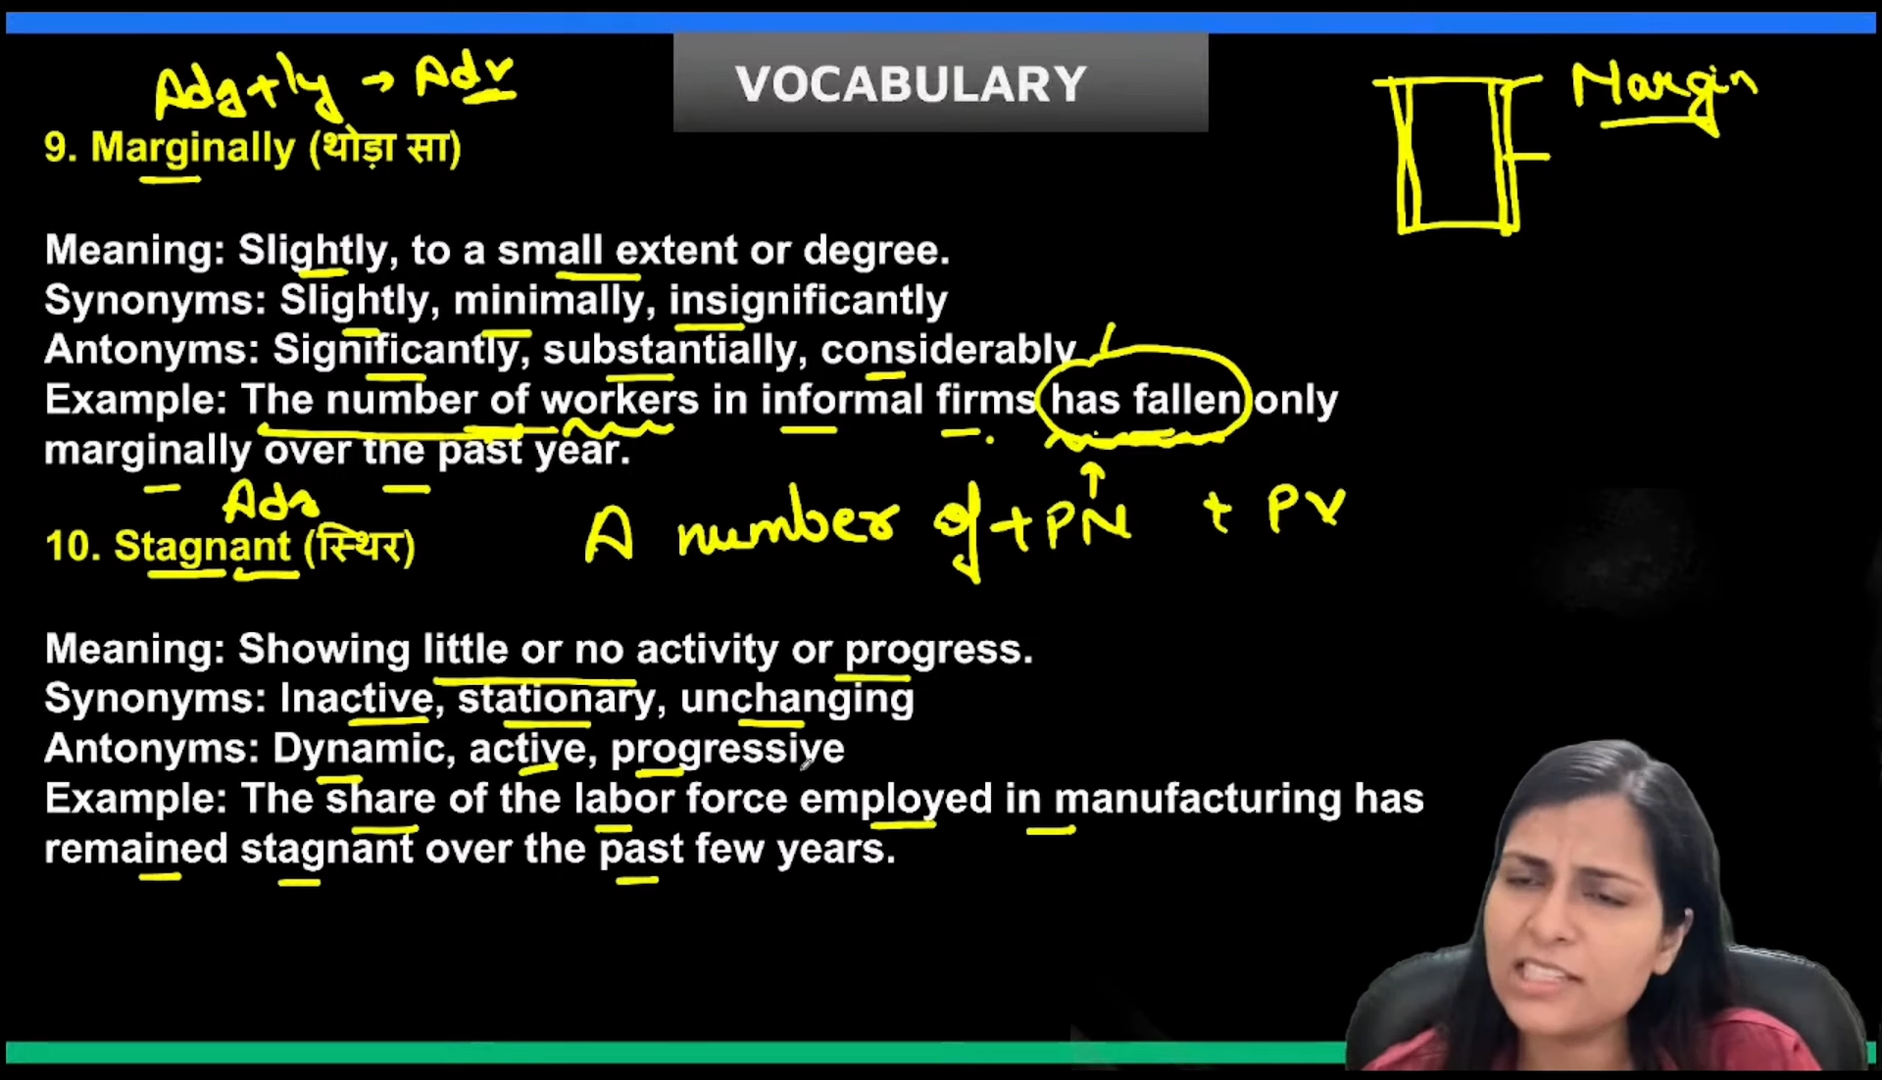 VOCABULARY
Adj+ly → Adv
Margin
9. Marginally (थोड़ा सा)
Meaning: Slightly, to a small extent or degree.
Synonyms: Slightly, minimally, insignificantly
Antonyms: Significantly, substantially, considerably
Example: The number of workers in informal firms has fallen only
marginally over the past year.
Adj
A number of + PN + PV
10. Stagnant (स्थिर)
Meaning: Showing little or no activity or progress.
Synonyms: Inactive, stationary, unchanging
Antonyms: Dynamic, active, progressive
Example: The share of the labor force employed in manufacturing has
remained stagnant over the past few years.